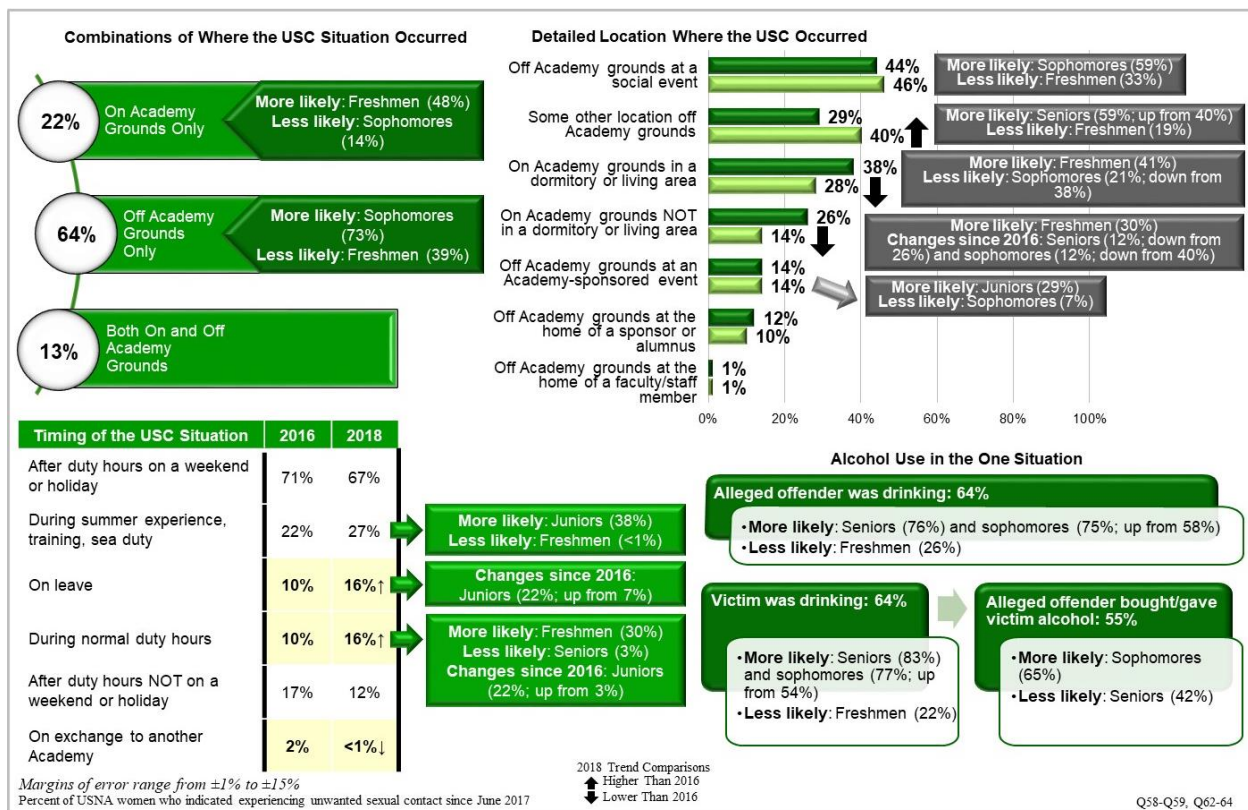 Combinations of Where the USC Situation Occurred
22%
On Academy
Grounds Only
More likely: Freshmen (48%)
Less likely: Sophomores
(14%)
64%
Off Academy
Grounds
Only
More likely: Sophomores
(73%)
Less likely: Freshmen (39%)
13%
Both On and Off
Academy
Grounds
Detailed Location Where the USC Occurred
Off Academy grounds at a
social event
44%
46%
More likely: Sophomores (59%)
Less likely: Freshmen (33%)
Some other location off
Academy grounds
29%
40%
More likely: Seniors (59%; up from 40%)
Less likely: Freshmen (19%)
On Academy grounds in a
dormitory or living area
38%
28%
More likely: Freshmen (41%)
Less likely: Sophomores (21%; down from
38%)
On Academy grounds NOT
in a dormitory or living area
26%
14%
More likely: Freshmen (30%)
Changes since 2016: Seniors (12%; down from
26%) and sophomores (12%; down from 40%)
Off Academy grounds at an
Academy-sponsored event
14%
14%
More likely: Juniors (29%)
Less likely: Sophomores (7%)
Off Academy grounds at the
home of a sponsor or
alumnus
12%
10%
Off Academy grounds at the
home of a faculty/staff
member
1%
1%
0% 20% 40% 60% 80% 100%
Timing of the USC Situation 2016 2018
After duty hours on a weekend
or holiday
71% 67%
During summer experience,
training, sea duty
22% 27%
More likely: Juniors (38%)
Less likely: Freshmen (<1%)
On leave 10% 16%↑
Changes since 2016:
Juniors (22%; up from 7%)
During normal duty hours 10% 16%↑
More likely: Freshmen (30%)
Less likely: Seniors (3%)
Changes since 2016: Juniors
(22%; up from 3%)
After duty hours NOT on a
weekend or holiday
17% 12%
On exchange to another
Academy
2% <1%↓
Alcohol Use in the One Situation
Alleged offender was drinking: 64%
•More likely: Seniors (76%) and sophomores (75%; up from 58%)
•Less likely: Freshmen (26%)
Victim was drinking: 64%
•More likely: Seniors (83%)
and sophomores (77%; up
from 54%)
•Less likely: Freshmen (22%)
Alleged offender bought/gave
victim alcohol: 55%
•More likely: Sophomores
(65%)
•Less likely: Seniors (42%)
Margins of error range from ±1% to ±15%
Percent of USNA women who indicated experiencing unwanted sexual contact since June 2017
2018 Trend Comparisons
Higher Than 2016
Lower Than 2016
Q58-Q59, Q62-64